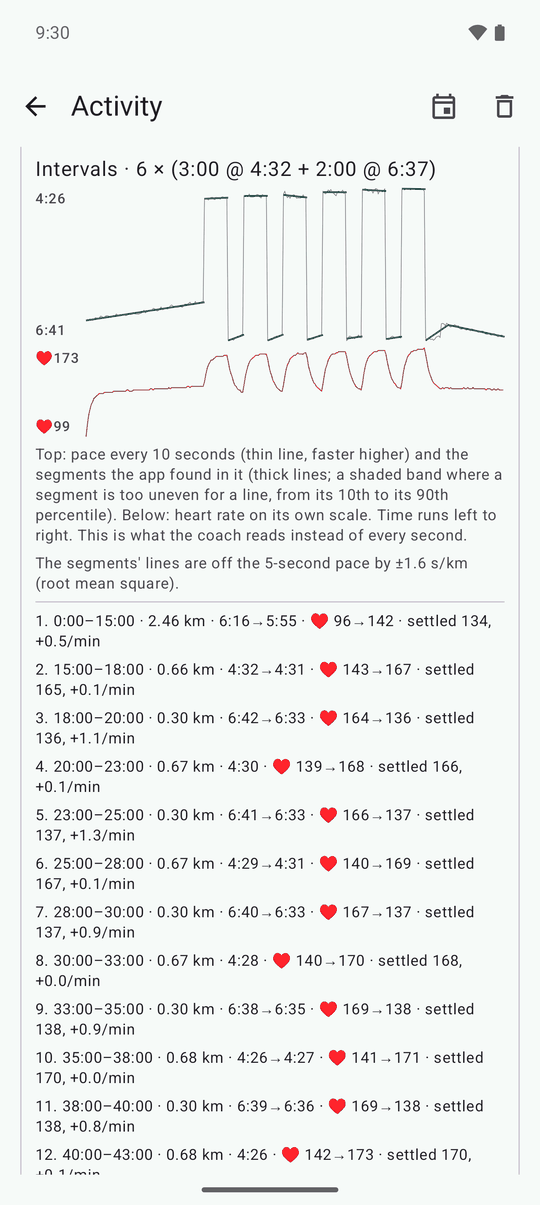 9:30
Activity
Intervals · 6 × (3:00 @ 4:32 + 2:00 @ 6:37)
4:26
6:41
❤173
❤99
Top: pace every 10 seconds (thin line, faster higher) and the
segments the app found in it (thick lines; a shaded band where a
segment is too uneven for a line, from its 10th to its 90th
percentile). Below: heart rate on its own scale. Time runs left to
right. This is what the coach reads instead of every second.
The segments' lines are off the 5-second pace by ±1.6 s/km
(root mean square).
1. 0:00–15:00 · 2.46 km · 6:16→5:55 · ❤ 96→142 · settled 134,
+0.5/min
2. 15:00–18:00 · 0.66 km · 4:32→4:31 · ❤ 143→167 · settled
165, +0.1/min
3. 18:00–20:00 · 0.30 km · 6:42→6:33 · ❤ 164→136 · settled
136, +1.1/min
4. 20:00–23:00 · 0.67 km · 4:30 · ❤ 139→168 · settled 166,
+0.1/min
5. 23:00–25:00 · 0.30 km · 6:41→6:33 · ❤ 166→137 · settled
137, +1.3/min
6. 25:00–28:00 · 0.67 km · 4:29→4:31 · ❤ 140→169 · settled
167, +0.1/min
7. 28:00–30:00 · 0.30 km · 6:40→6:33 · ❤ 167→137 · settled
137, +0.9/min
8. 30:00–33:00 · 0.67 km · 4:28 · ❤ 140→170 · settled 168,
+0.0/min
9. 33:00–35:00 · 0.30 km · 6:38→6:35 · ❤ 169→138 · settled
138, +0.9/min
10. 35:00–38:00 · 0.68 km · 4:26→4:27 · ❤ 141→171 · settled
170, +0.0/min
11. 38:00–40:00 · 0.30 km · 6:39→6:36 · ❤ 169→138 · settled
138, +0.8/min
12. 40:00–43:00 · 0.68 km · 4:26 · ❤ 142→173 · settled 170,
+0.1/min